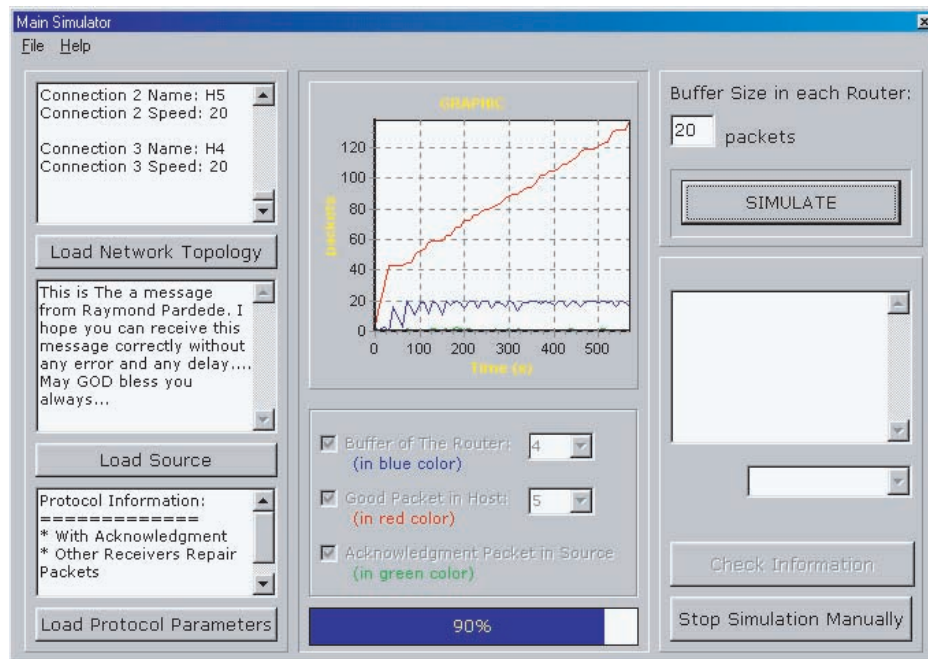 Main Simulator
File Help
Connection 2 Name: H5
Connection 2 Speed: 20
Connection 3 Name: H4
Connection 3 Speed: 20
Load Network Topology
This is The a message
from Raymond Pardede. I
hope you can receive this
message correctly without
any error and any delay....
May GOD bless you
always...
Load Source
Protocol Information:
=============
* With Acknowledgment
* Other Receivers Repair
Packets
Load Protocol Parameters
GRAPHIC
packets
120
100
80
60
40
20
0
0 100 200 300 400 500
Time (s)
Buffer of The Router: 4
(in blue color)
Good Packet in Host: 5
(in red color)
Acknowledgment Packet in Source
(in green color)
90%
Buffer Size in each Router:
20 packets
SIMULATE
Check Information
Stop Simulation Manually